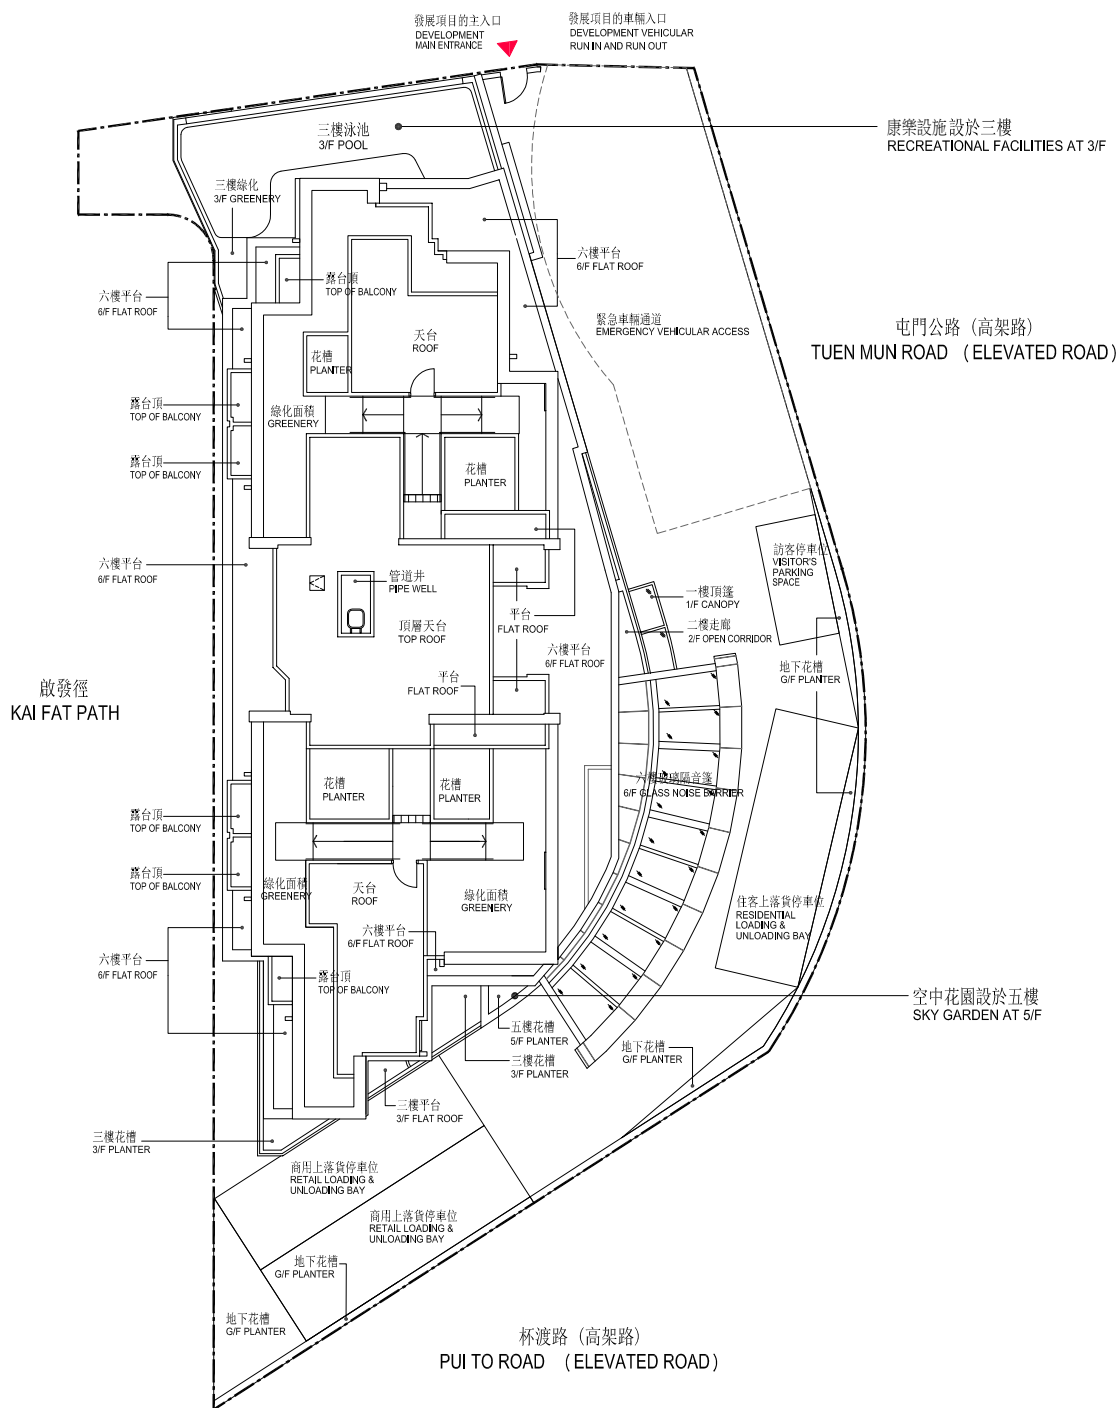 發展項目的主入口
DEVELOPMENT
MAIN ENTRANCE
發展項目的車輛入口
DEVELOPMENT VEHICULAR
RUN IN AND RUN OUT
三樓泳池
3/F POOL
康樂設施設於三樓
RECREATIONAL FACILITIES AT 3/F
三樓綠化
3/F GREENERY
六樓平台
6/F FLAT ROOF
露台頂
TOP OF BALCONY
六樓平台
6/F FLAT ROOF
緊急車輛通道
EMERGENCY VEHICULAR ACCESS
屯門公路 (高架路)
TUEN MUN ROAD (ELEVATED ROAD)
天台
ROOF
花槽
PLANTER
露台頂
TOP OF BALCONY
綠化面積
GREENERY
露台頂
TOP OF BALCONY
花槽
PLANTER
六樓平台
6/F FLAT ROOF
管道井
PIPE WELL
訪客停車位
VISITOR'S
PARKING
SPACE
一樓頂篷
1/F CANOPY
平台
FLAT ROOF
頂層天台
TOP ROOF
二樓走廊
2/F OPEN CORRIDOR
六樓平台
6/F FLAT ROOF
地下花槽
G/F PLANTER
平台
FLAT ROOF
啟發徑
KAI FAT PATH
花槽
PLANTER
花槽
PLANTER
六樓玻璃隔音篷
6/F GLASS NOISE BARRIER
露台頂
TOP OF BALCONY
露台頂
TOP OF BALCONY
綠化面積
GREENERY
天台
ROOF
綠化面積
GREENERY
住客上落貨停車位
RESIDENTIAL
LOADING &
UNLOADING BAY
六樓平台
6/F FLAT ROOF
六樓平台
6/F FLAT ROOF
露台頂
TOP OF BALCONY
空中花園設於五樓
SKY GARDEN AT 5/F
五樓花槽
5/F PLANTER
地下花槽
G/F PLANTER
三樓花槽
3/F PLANTER
三樓平台
3/F FLAT ROOF
三樓花槽
3/F PLANTER
商用上落貨停車位
RETAIL LOADING &
UNLOADING BAY
商用上落貨停車位
RETAIL LOADING &
UNLOADING BAY
地下花槽
G/F PLANTER
地下花槽
G/F PLANTER
杯渡路 (高架路)
PUI TO ROAD (ELEVATED ROAD)